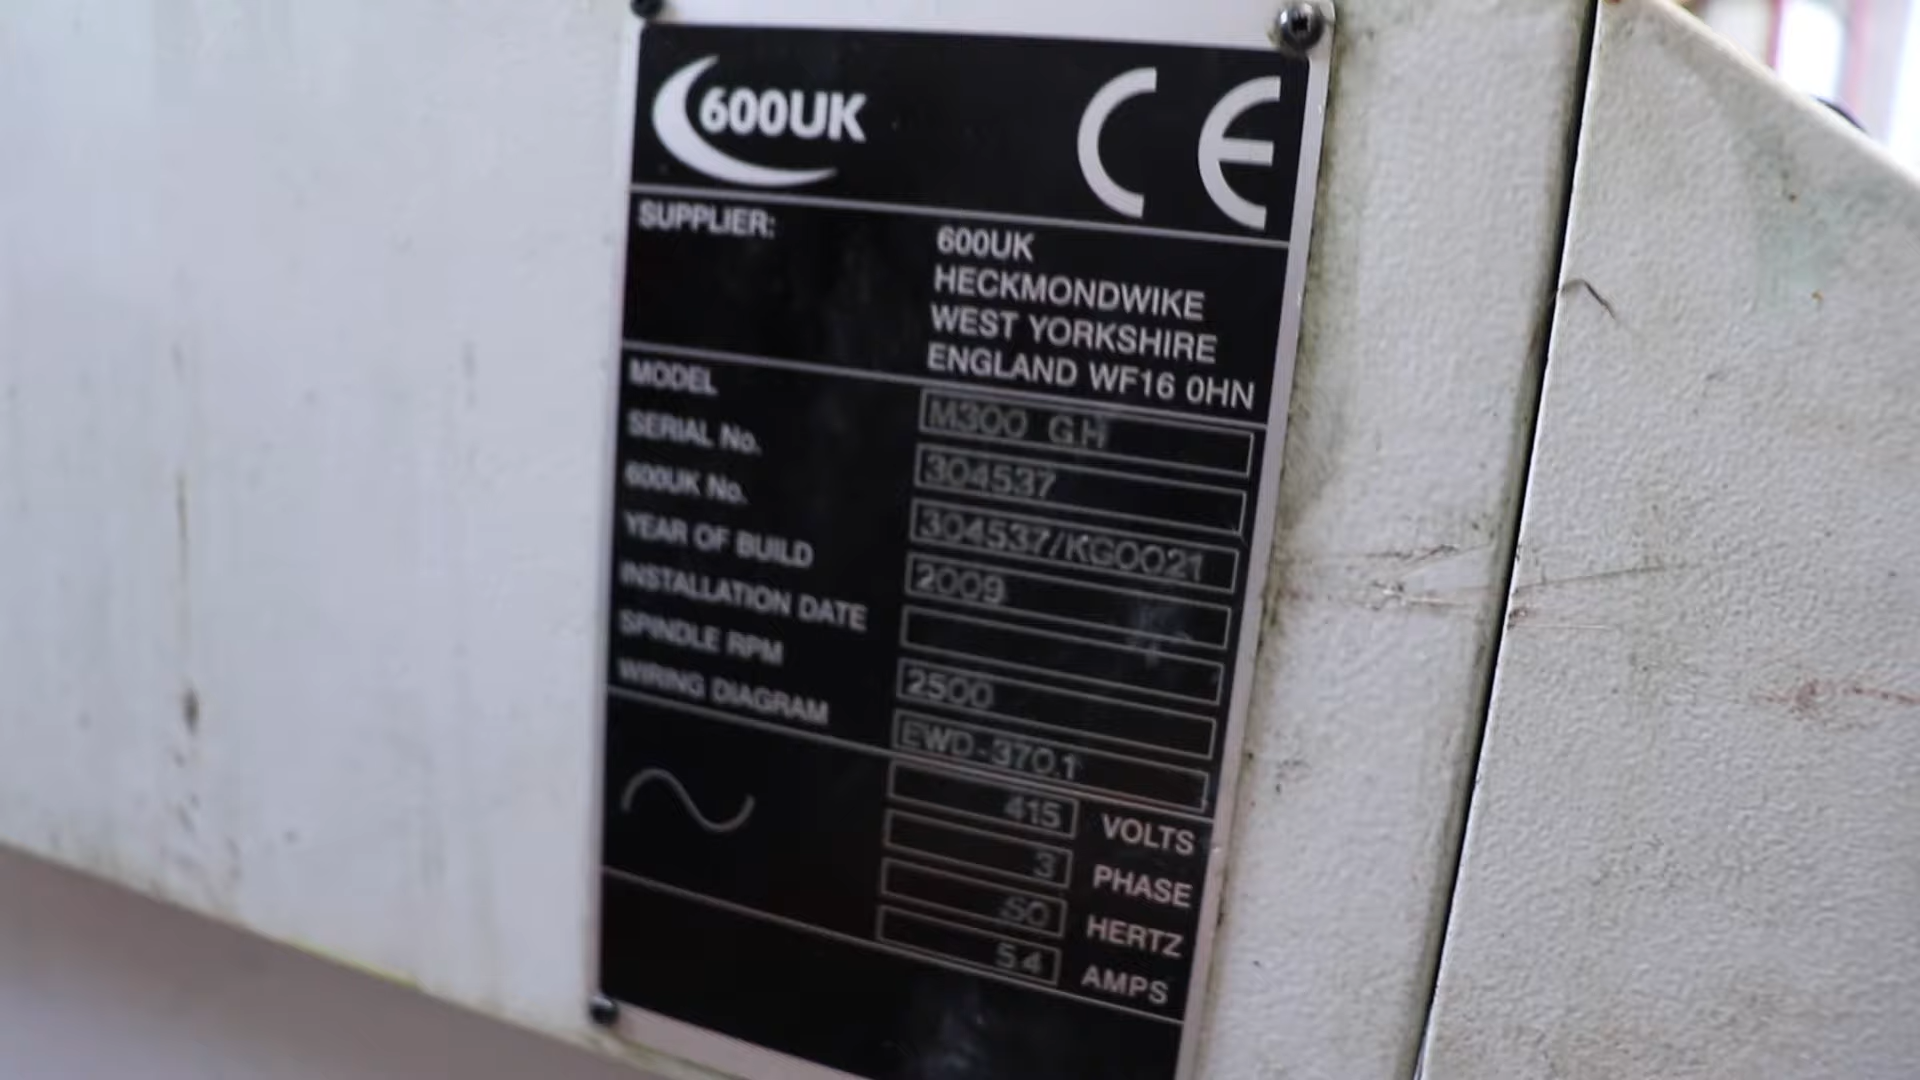 600UK CE
SUPPLIER: 600UK
HECKMONDWIKE
WEST YORKSHIRE
ENGLAND WF16 0HN
MODEL M300 GH
SERIAL No. 304537
600UK No. 304537/KG0021
YEAR OF BUILD 2009
INSTALLATION DATE
SPINDLE RPM 2500
WIRING DIAGRAM EWD-370.1
415 VOLTS
3 PHASE
50 HERTZ
5.4 AMPS